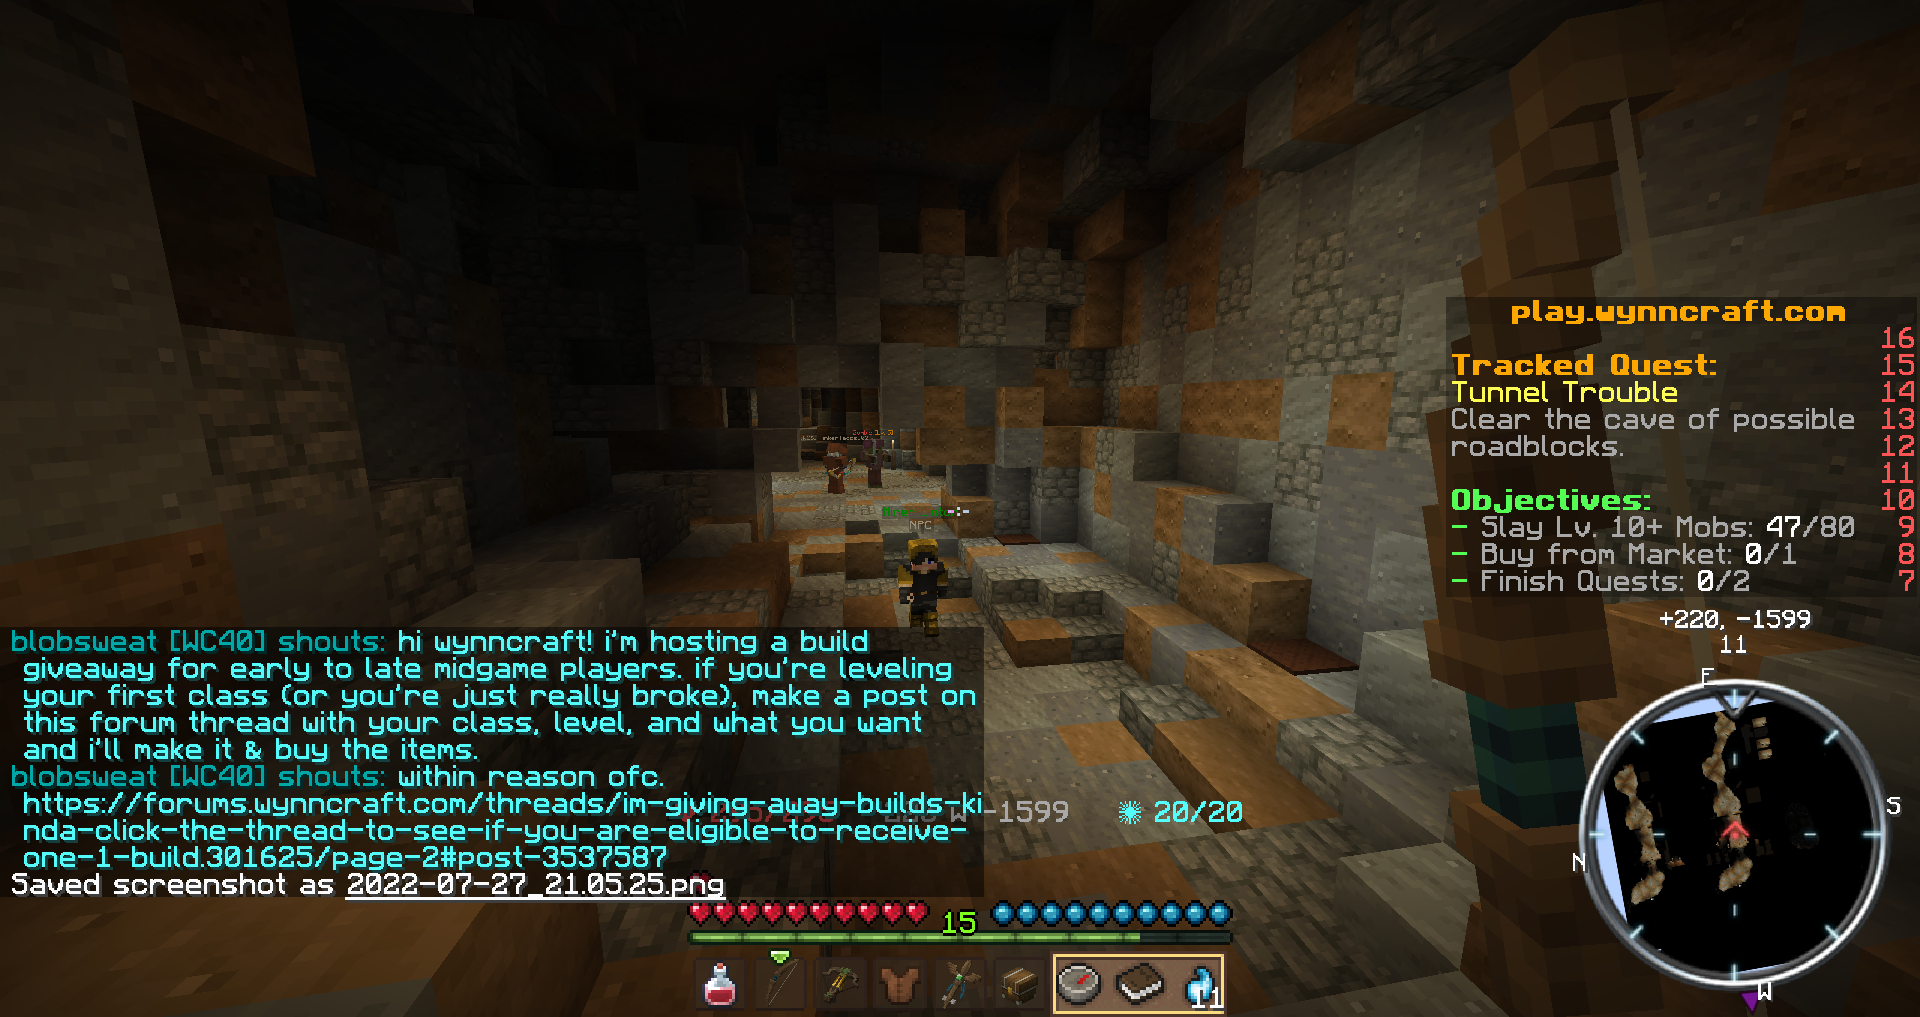 play.wynncraft.com
16
Tracked Quest: 15
Tunnel Trouble 14
Clear the cave of possible 13
roadblocks. 12
11
Objectives: 10
- Slay Lv. 10+ Mobs: 47/80 9
- Buy from Market: 0/1 8
- Finish Quests: 0/2 7
+220, -1599
11
NPC
blobsweat [WC40] shouts: hi wynncraft! i'm hosting a build
giveaway for early to late midgame players. if you're leveling
your first class (or you're just really broke), make a post on
this forum thread with your class, level, and what you want
and i'll make it & buy the items.
blobsweat [WC40] shouts: within reason ofc.
https://forums.wynncraft.com/threads/im-giving-away-builds-ki
nda-click-the-thread-to-see-if-you-are-eligible-to-receive-
one-1-build.301625/page-2#post-3537587
Saved screenshot as 2022-07-27_21.05.25.png
-1599 20/20
15
11
S
N
W